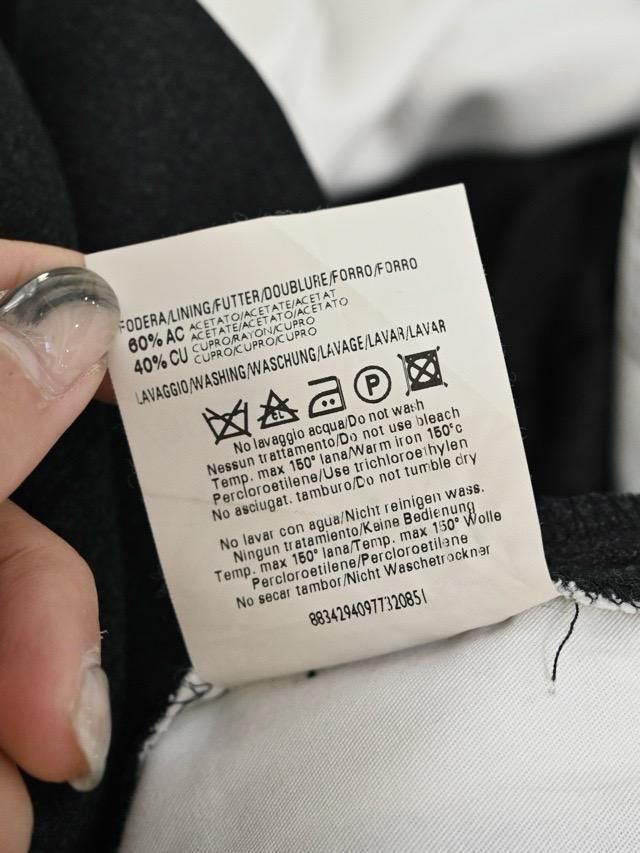 FODERA/LINING/FUTTER/DOUBLURE/FORRO/FORRO
60% AC ACETATO/ACETATE/ACETAT
ACETATE/ACETATO/ACETATO
40% CU CUPRO/RAYON/CUPRO
CUPRO/CUPRO/CUPRO
LAVAGGIO/WASHING/WASCHUNG/LAVAGE/LAVAR/LAVAR
CL P
No lavaggio acqua/Do not wash
Nessun trattamento/Do not use bleach
Temp. max 150° lana/Warm iron 150°c
Percloroetilene/Use trichloroethylen
No asciugat. tamburo/Do not tumble dry
No lavar con agua/Nicht reinigen wass.
Ningun tratamiento/Keine Bedienung
Temp. max 150° lana/Temp. max 150° Wolle
Percloroetilene/Percloroetilene
No secar tambor/Nicht Waschetrockner
88342940977320851